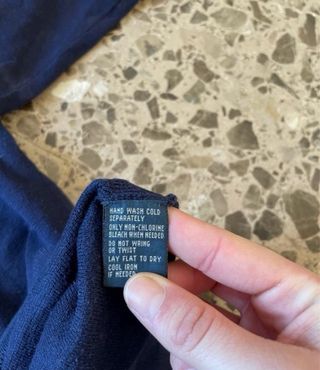 HAND WASH COLD
SEPARATELY
ONLY NON-CHLORINE
BLEACH WHEN NEEDED
DO NOT WRING
OR TWIST
LAY FLAT TO DRY
COOL IRON
IF NEEDED